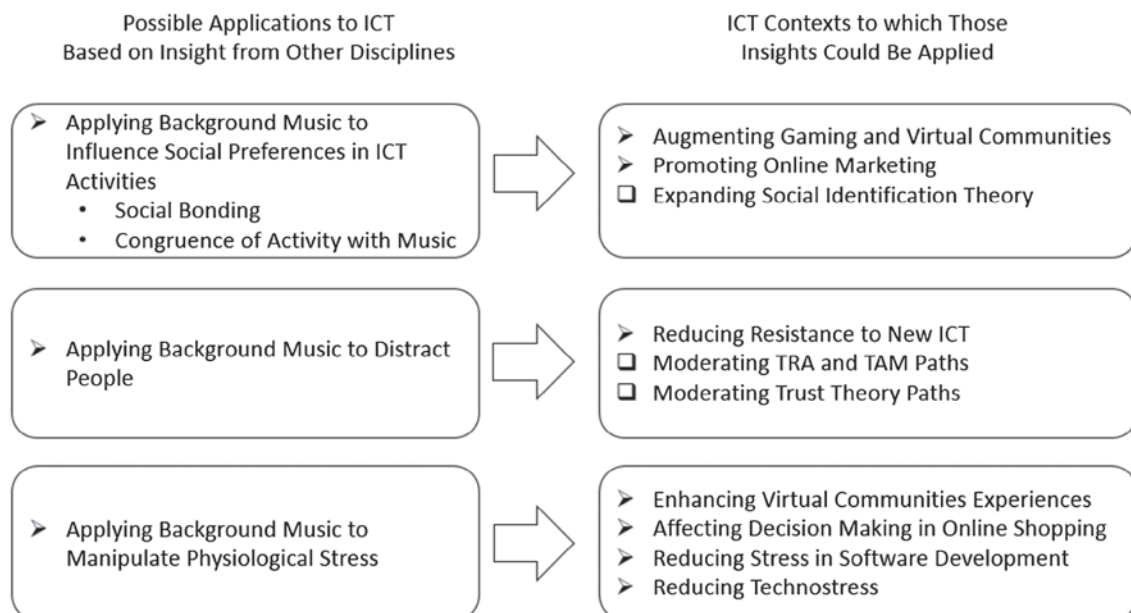 Possible Applications to ICT
Based on Insight from Other Disciplines
ICT Contexts to which Those
Insights Could be Applied
➢ Applying Background Music to
Influence Social Preferences in ICT
Activities
• Social Bonding
• Congruence of Activity with Music
➢ Augmenting Gaming and Virtual Communities
➢ Promoting Online Marketing
❑ Expanding Social Identification Theory
➢ Applying Background Music to Distract
People
➢ Reducing Resistance to New ICT
❑ Moderating TRA and TAM Paths
❑ Moderating Trust Theory Paths
➢ Applying Background Music to
Manipulate Physiological Stress
➢ Enhancing Virtual Communities Experiences
➢ Affecting Decision Making in Online Shopping
➢ Reducing Stress in Software Development
➢ Reducing Technostress